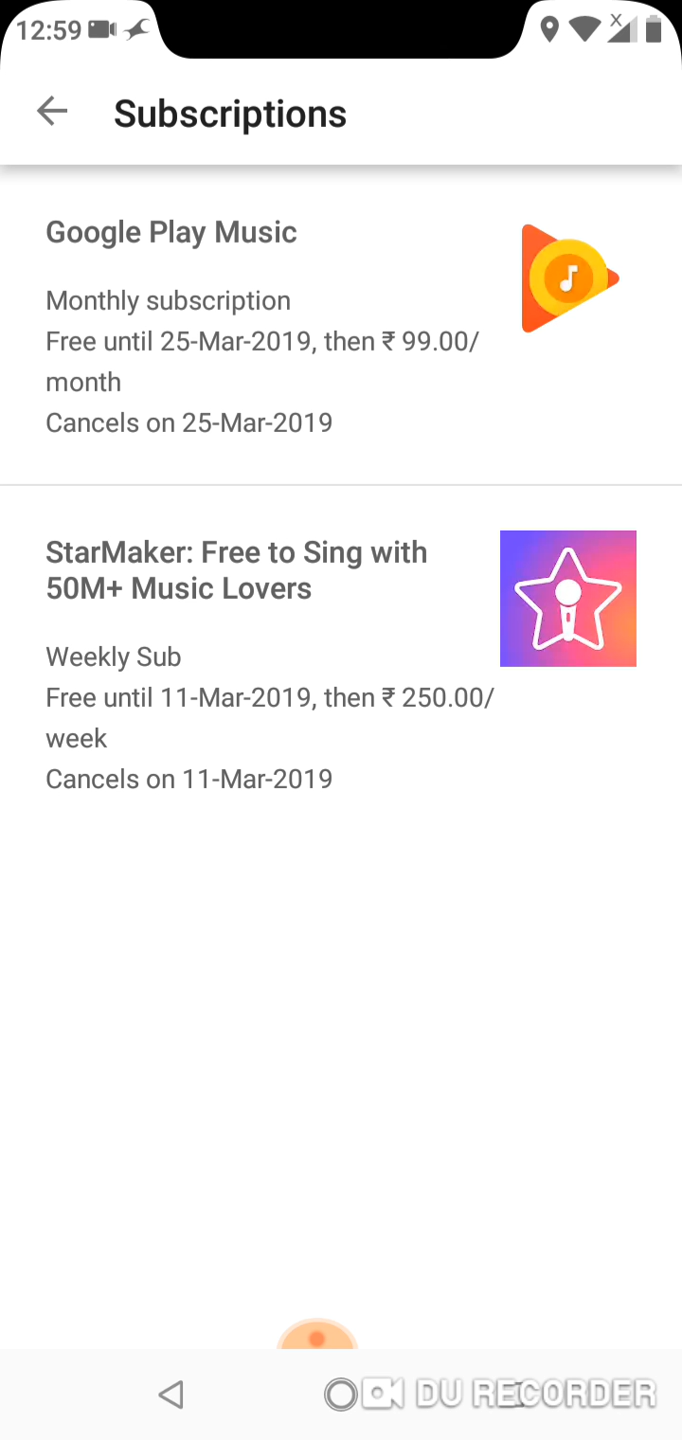 12:59
X
Subscriptions
Google Play Music
Monthly subscription
Free until 25-Mar-2019, then ₹ 99.00/
month
Cancels on 25-Mar-2019
StarMaker: Free to Sing with
50M+ Music Lovers
Weekly Sub
Free until 11-Mar-2019, then ₹ 250.00/
week
Cancels on 11-Mar-2019
DU RECORDER